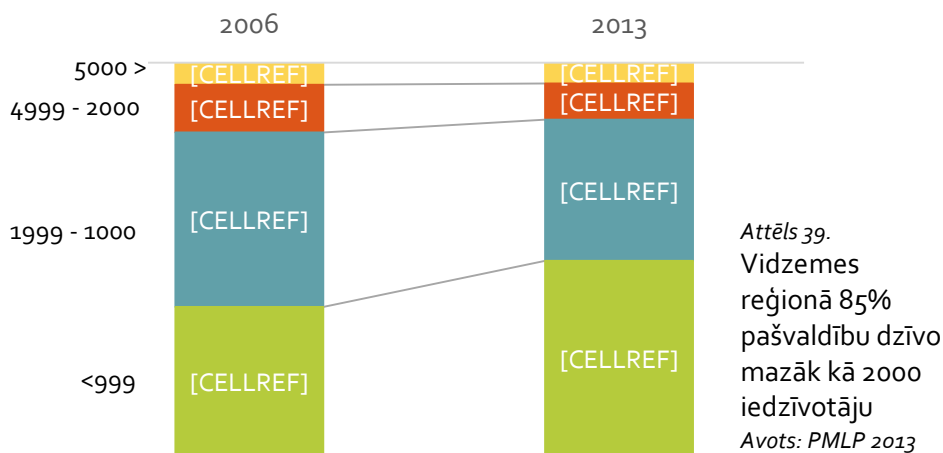 2006
2013
5000 >
[CELLREF]
[CELLREF]
4999 - 2000
[CELLREF]
[CELLREF]
1999 - 1000
[CELLREF]
[CELLREF]
<999
[CELLREF]
[CELLREF]
Attēls 39.
Vidzemes
reģionā 85%
pašvaldību dzīvo
mazāk kā 2000
iedzīvotāju
Avots: PMLP 2013